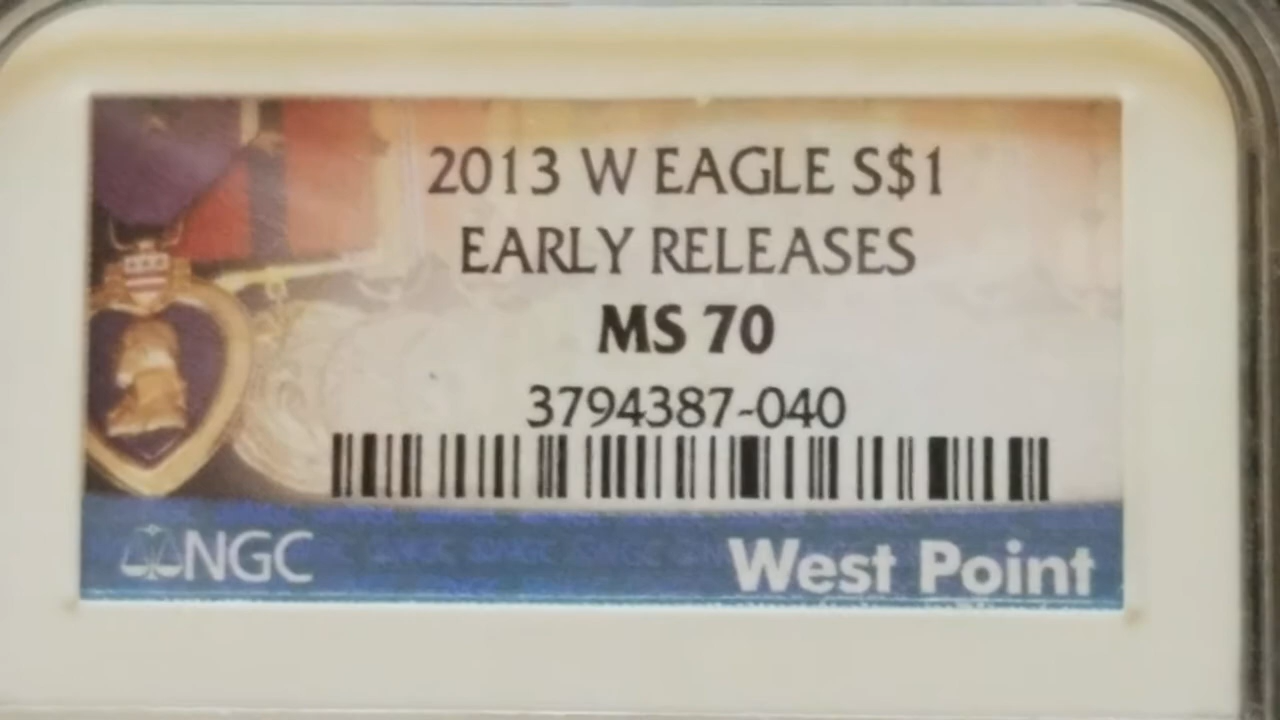 2013 W EAGLE S$1
EARLY RELEASES
MS 70
3794387-040
NGC
West Point